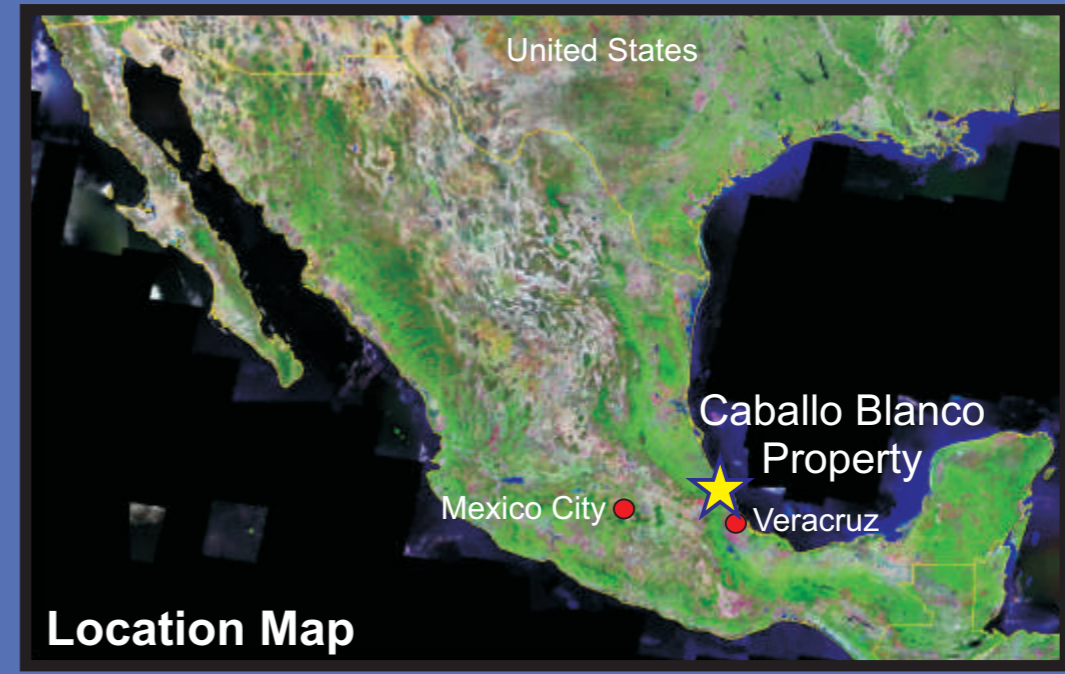 United States
Caballo Blanco
Property
Mexico City
Veracruz
Location Map